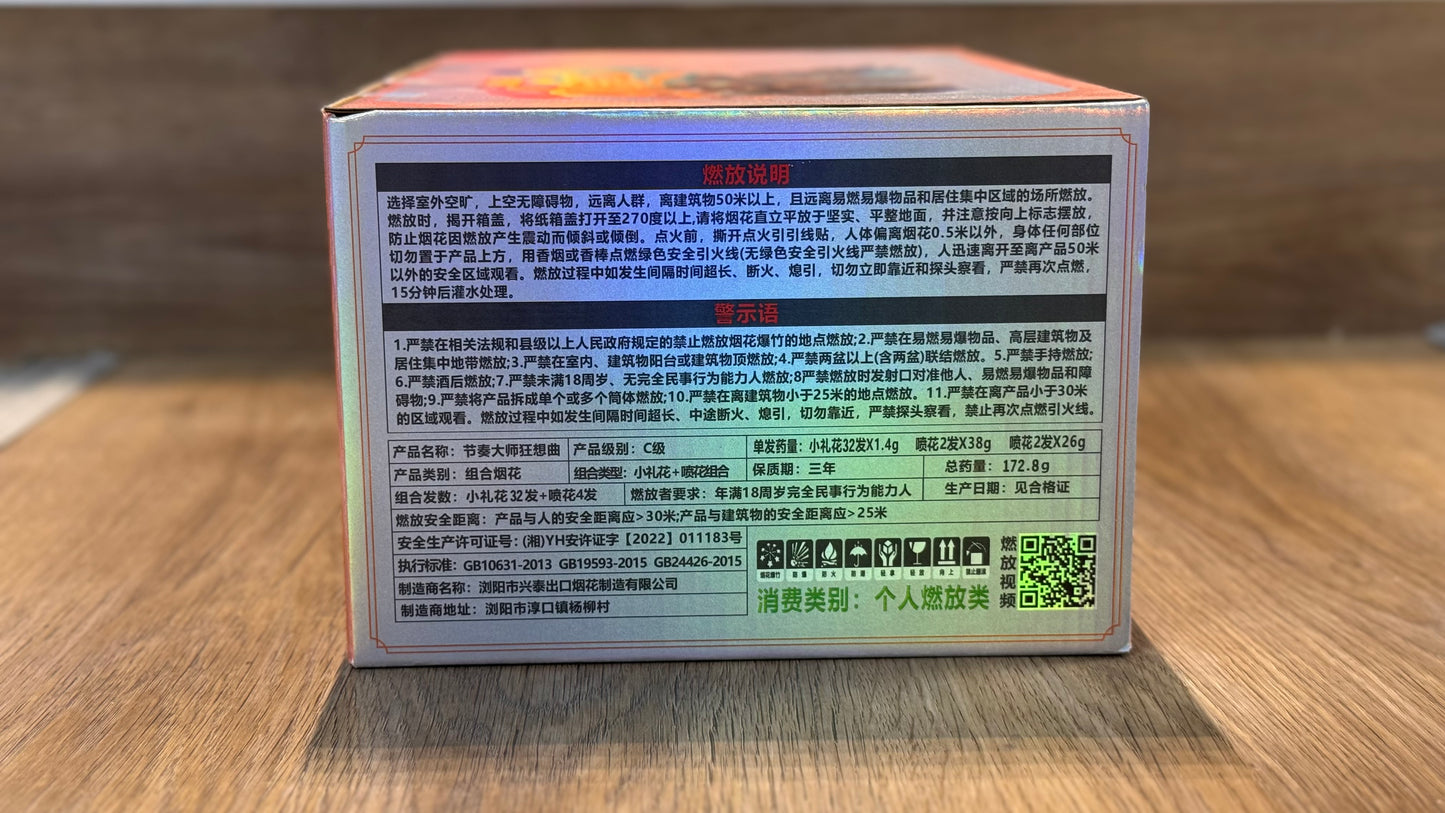 燃放说明
选择室外空旷，上空无障碍物，远离人群，离建筑物50米以上，且远离易燃易爆物品和居住集中区域的场所燃放。
燃放时，揭开箱盖，将纸箱盖打开至270度以上,请将烟花直立平放于坚实、平整地面，并注意按向上标志摆放，
防止烟花因燃放产生震动而倾斜或倾倒。点火前，撕开点火引引线贴，人体偏离烟花0.5米以外，身体任何部位
切勿置于产品上方，用香烟或香棒点燃绿色安全引火线(无绿色安全引火线严禁燃放)，人迅速离开至离产品50米
以外的安全区域观看。燃放过程中如发生间隔时间超长、断火、熄引，切勿立即靠近和探头察看，严禁再次点燃，
15分钟后灌水处理。
警示语
1.严禁在相关法规和县级以上人民政府规定的禁止燃放烟花爆竹的地点燃放;2.严禁在易燃易爆物品、高层建筑物及
居住集中地带燃放;3.严禁在室内、建筑物阳台或建筑物顶燃放;4.严禁两盆以上(含两盆)联结燃放。5.严禁手持燃放;
6.严禁酒后燃放;7.严禁未满18周岁、无完全民事行为能力人燃放;8严禁燃放时发射口对准他人、易燃易爆物品和障
碍物;9.严禁将产品拆成单个或多个筒体燃放;10.严禁在离建筑物小于25米的地点燃放。11.严禁在离产品小于30米
的区域观看。燃放过程中如发生间隔时间超长、中途断火、熄引，切勿靠近，严禁探头察看，禁止再次点燃引火线。
产品名称：节奏大师狂想曲 产品级别：C级 单发药量：小礼花32发X1.4g 喷花2发X38g 喷花2发X26g
产品类别：组合烟花 组合类型：小礼花+喷花组合 保质期：三年 总药量：172.8g
组合发数：小礼花32发+喷花4发 燃放者要求：年满18周岁完全民事行为能力人 生产日期：见合格证
燃放安全距离：产品与人的安全距离应>30米;产品与建筑物的安全距离应>25米
安全生产许可证号：(湘)YH安许证字【2022】011183号
执行标准：GB10631-2013 GB19593-2015 GB24426-2015
制造商名称：浏阳市兴泰出口烟花制造有限公司
制造商地址：浏阳市淳口镇杨柳村
烟花爆竹 防爆 防火 防潮 轻拿 轻放 向上
消费类别：个人燃放类
燃放视频